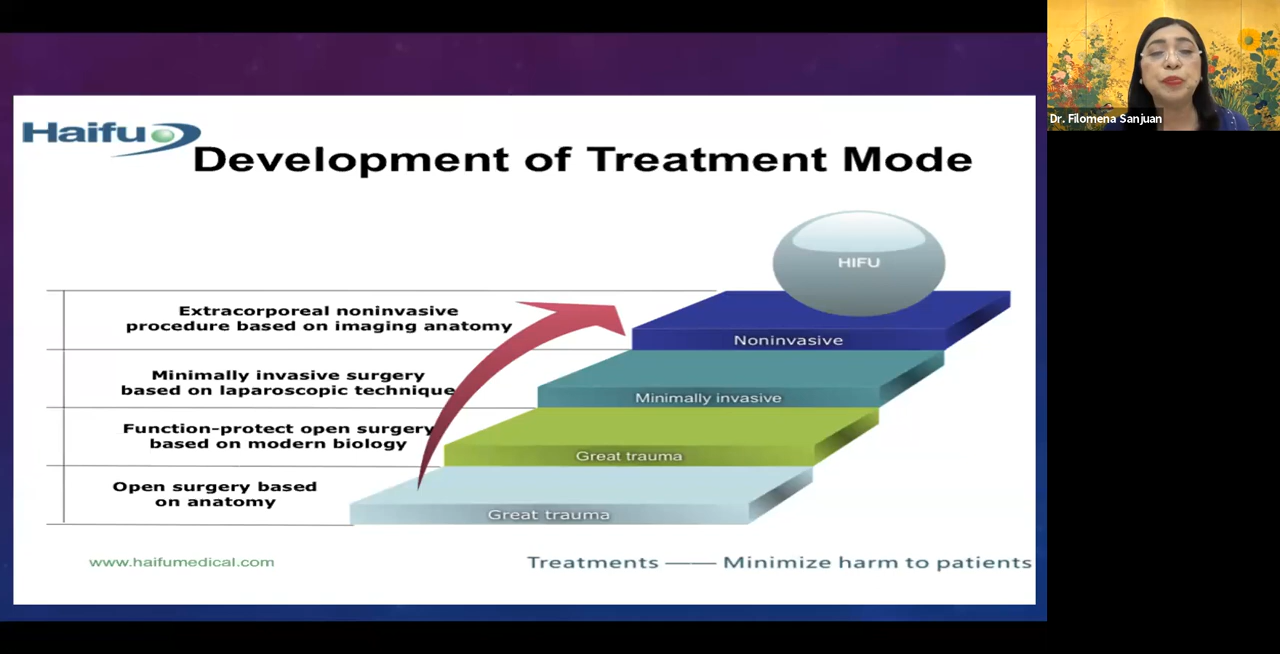 Haifu
Development of Treatment Mode
HIFU
Extracorporeal noninvasive
procedure based on imaging anatomy
Noninvasive
Minimally invasive surgery
based on laparoscopic technique
Minimally invasive
Function-protect open surgery
based on modern biology
Great trauma
Open surgery based
on anatomy
Great trauma
www.haifumedical.com
Treatments —— Minimize harm to patients
Dr. Filomena Sanjuan